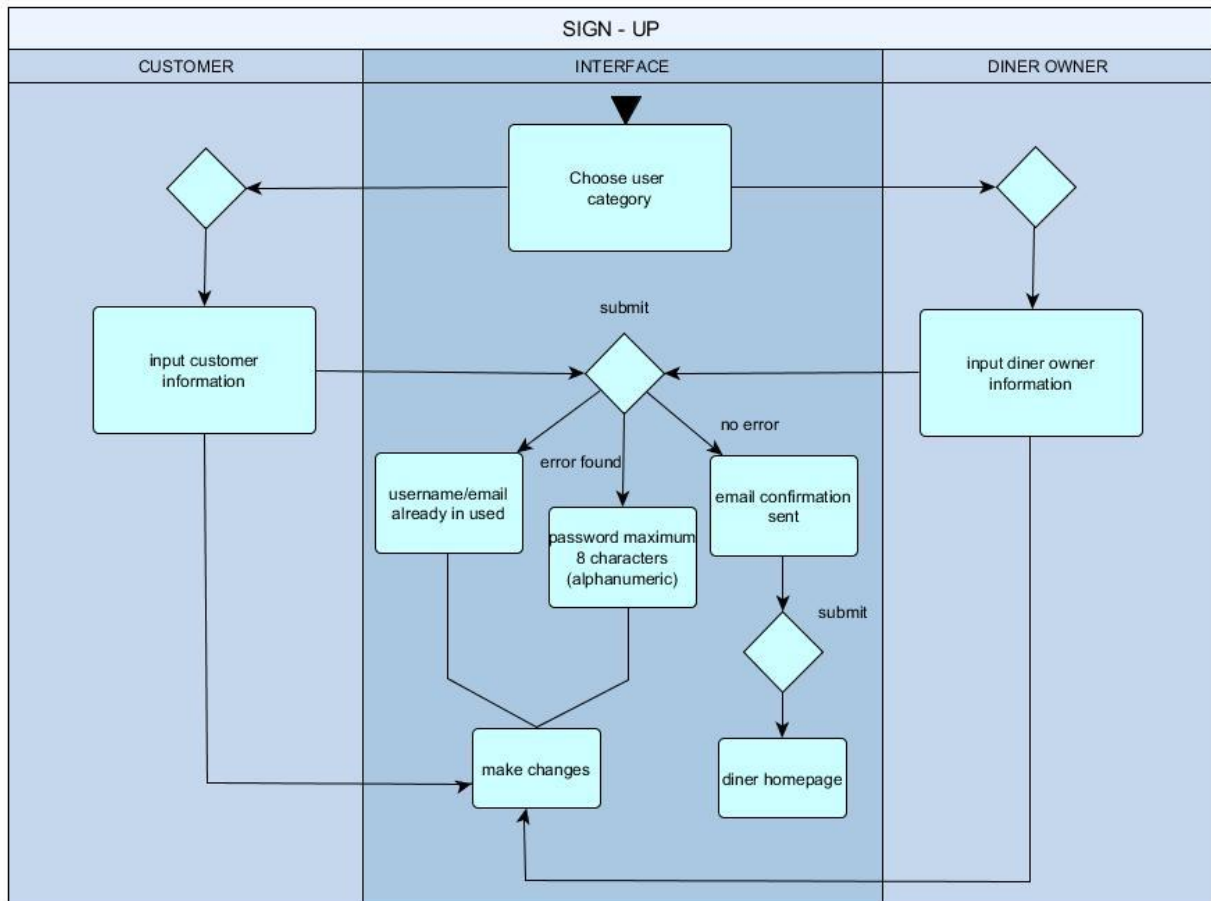 SIGN - UP
CUSTOMER
INTERFACE
DINER OWNER
Choose user
category
submit
input customer
information
input diner owner
information
no error
error found
username/email
already in used
email confirmation
sent
password maximum
8 characters
(alphanumeric)
submit
make changes
diner homepage